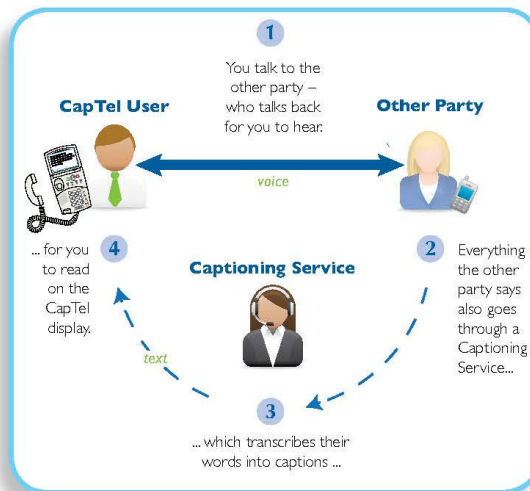 1
You talk to the
other party –
who talks back
for you to hear.
CapTel User
Other Party
voice
2
Everything
the other
party says
also goes
through a
Captioning
Service...
Captioning Service
3
... which transcribes their
words into captions ...
text
4
... for you
to read
on the
CapTel
display.